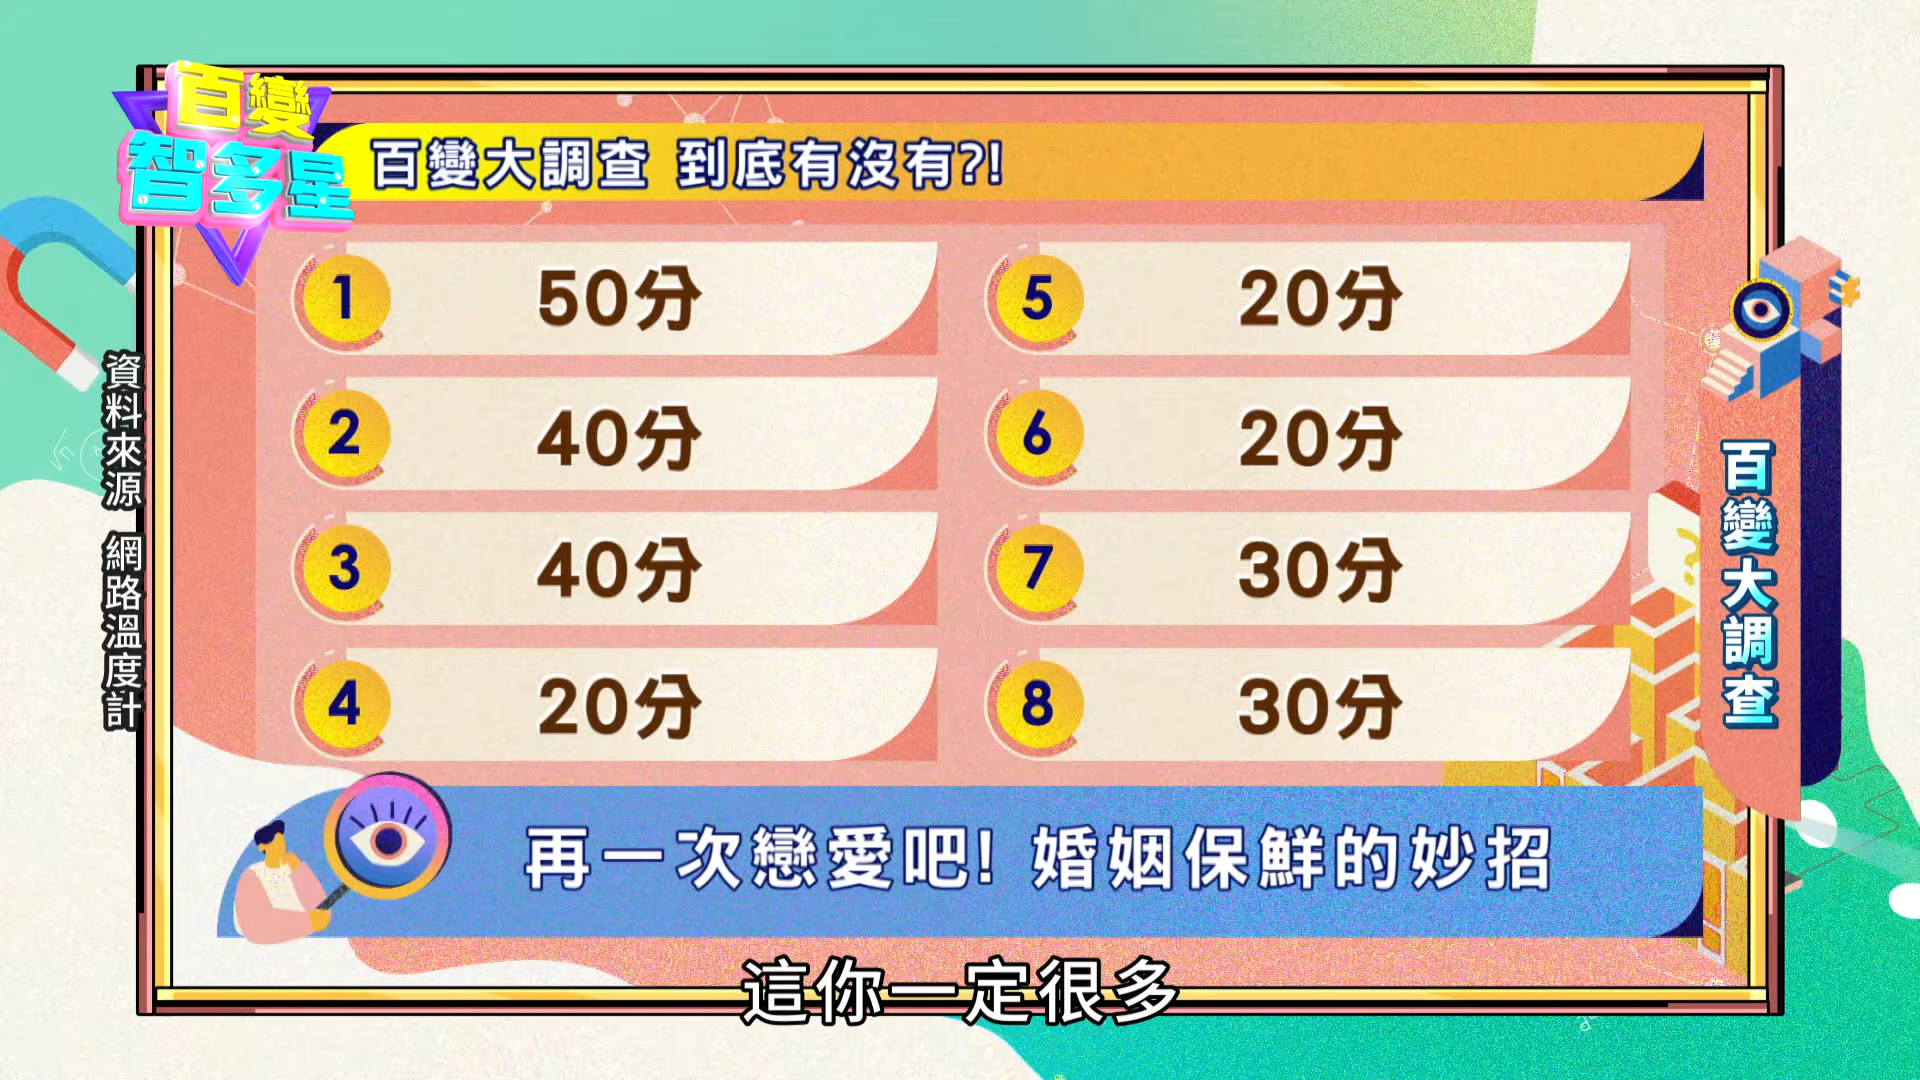 百變
智多星
百變大調查 到底有沒有?!
1 50分
2 40分
3 40分
4 20分
5 20分
6 20分
7 30分
8 30分
資料來源 網路溫度計
百變大調查
再一次戀愛吧! 婚姻保鮮的妙招
這你一定很多